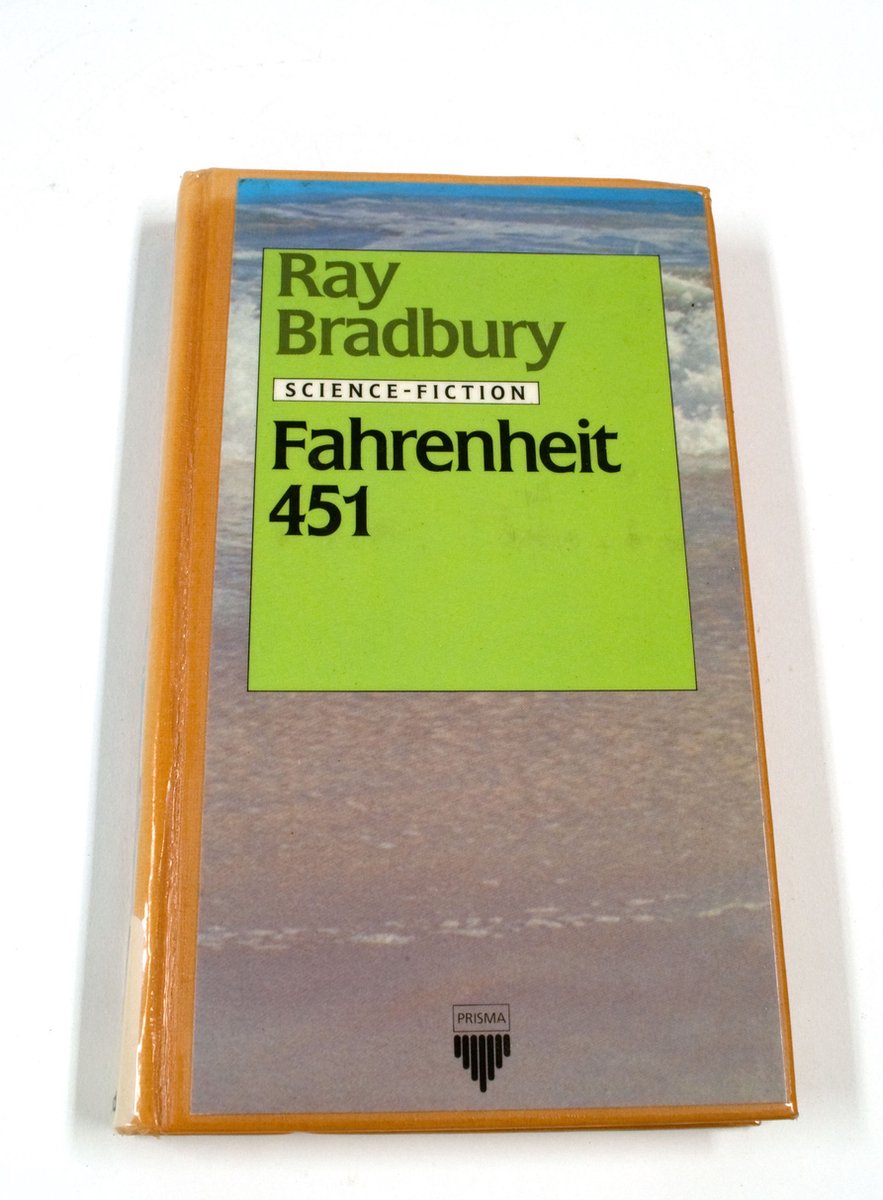 Ray
Bradbury
SCIENCE-FICTION
Fahrenheit
451
PRISMA